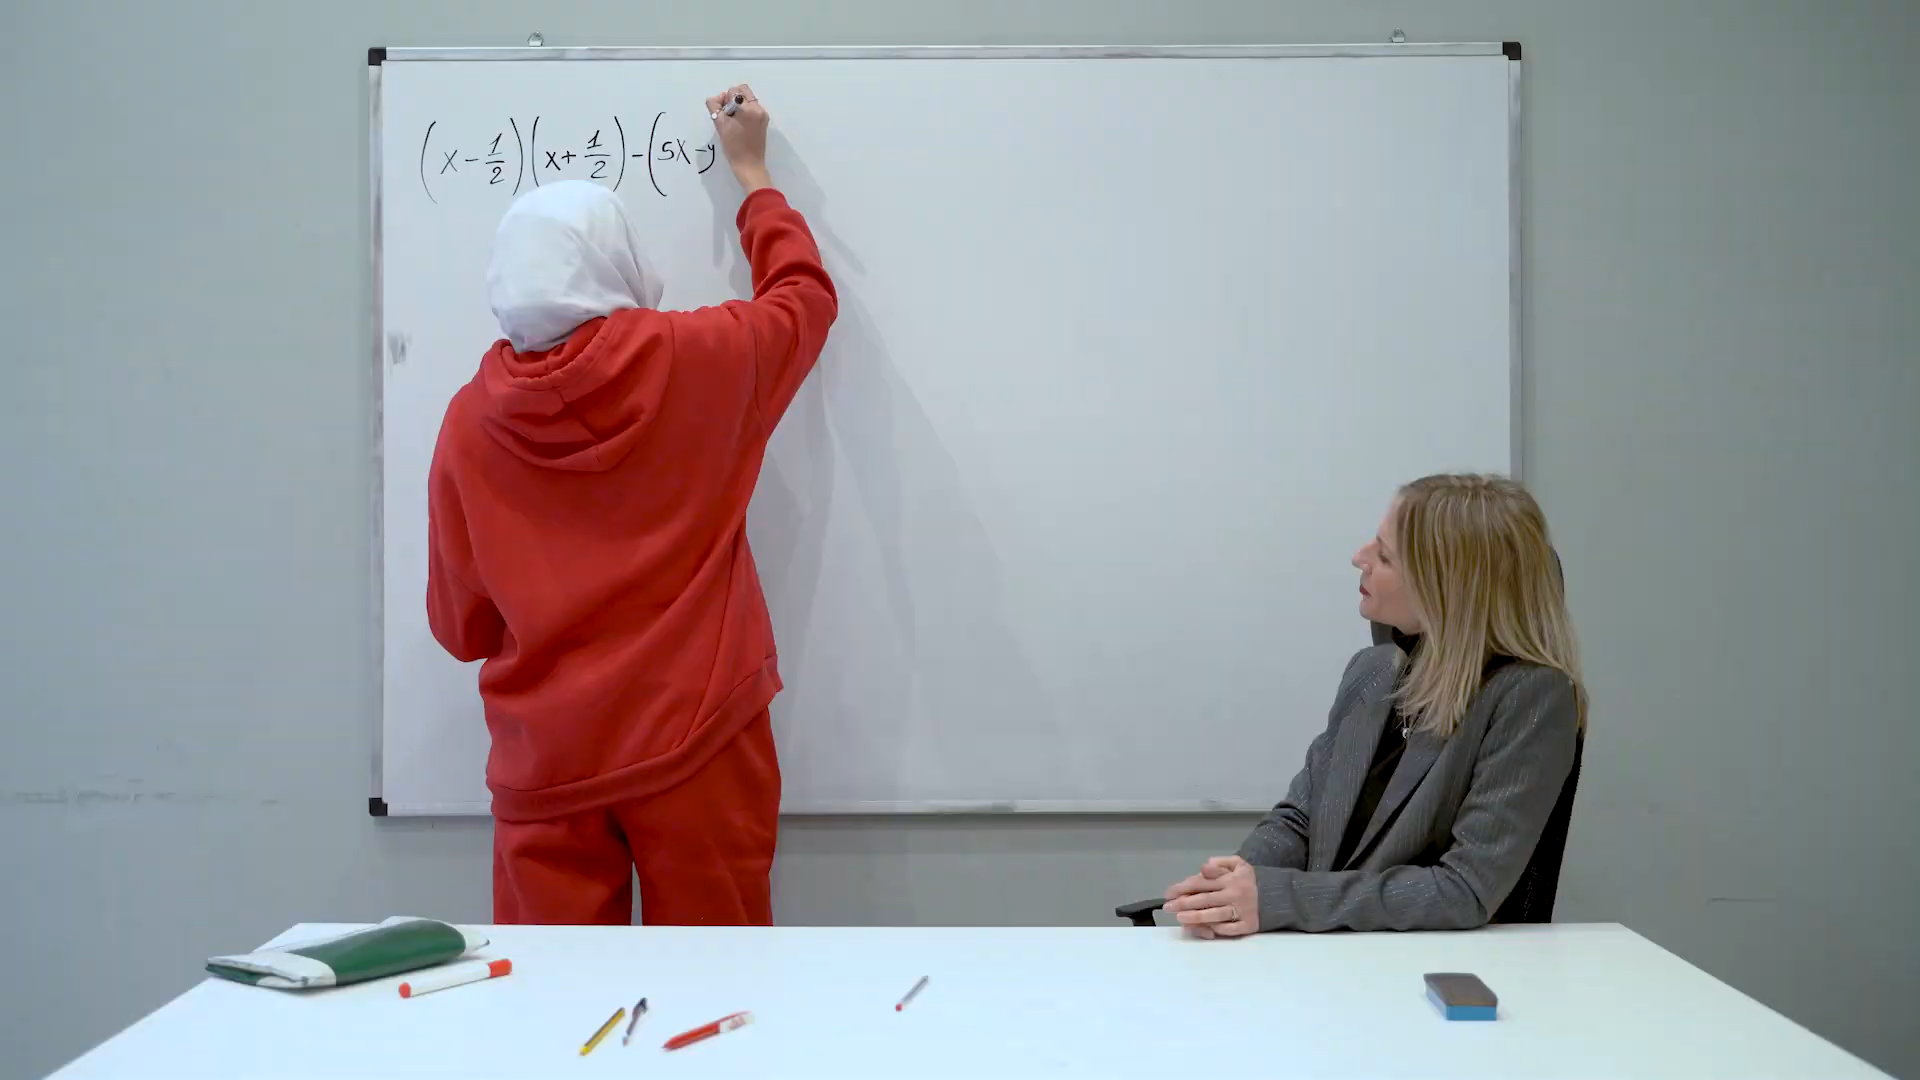 (x - 1/2)(x + 1/2) - (5x - y